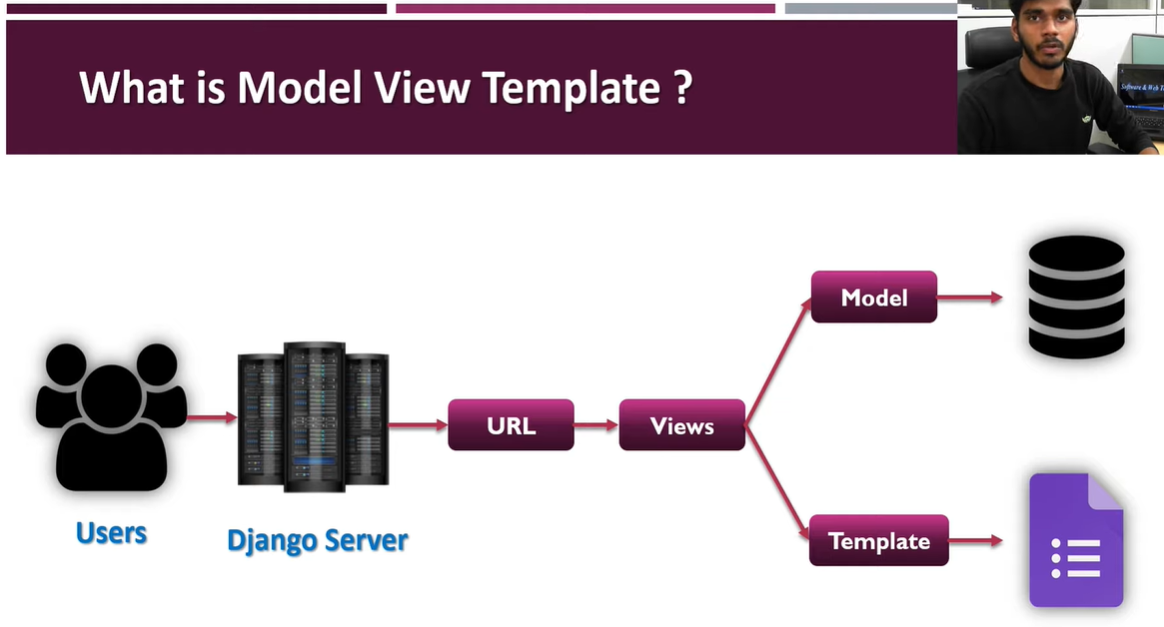 What is Model View Template ?
Software & Web
Model
URL
Views
Users
Django Server
Template